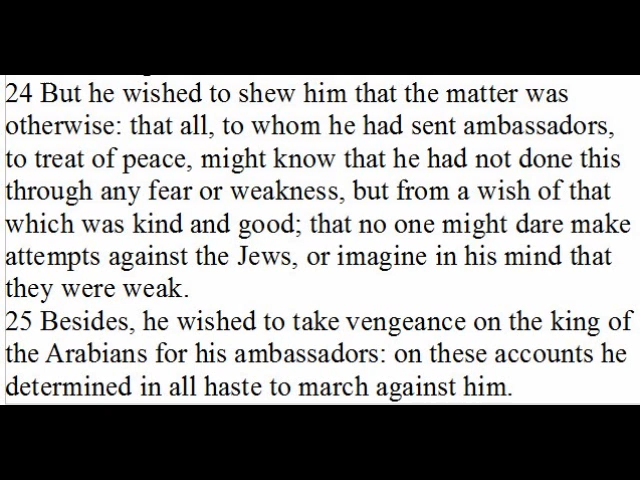 24 But he wished to shew him that the matter was
otherwise: that all, to whom he had sent ambassadors,
to treat of peace, might know that he had not done this
through any fear or weakness, but from a wish of that
which was kind and good; that no one might dare make
attempts against the Jews, or imagine in his mind that
they were weak.
25 Besides, he wished to take vengeance on the king of
the Arabians for his ambassadors: on these accounts he
determined in all haste to march against him.